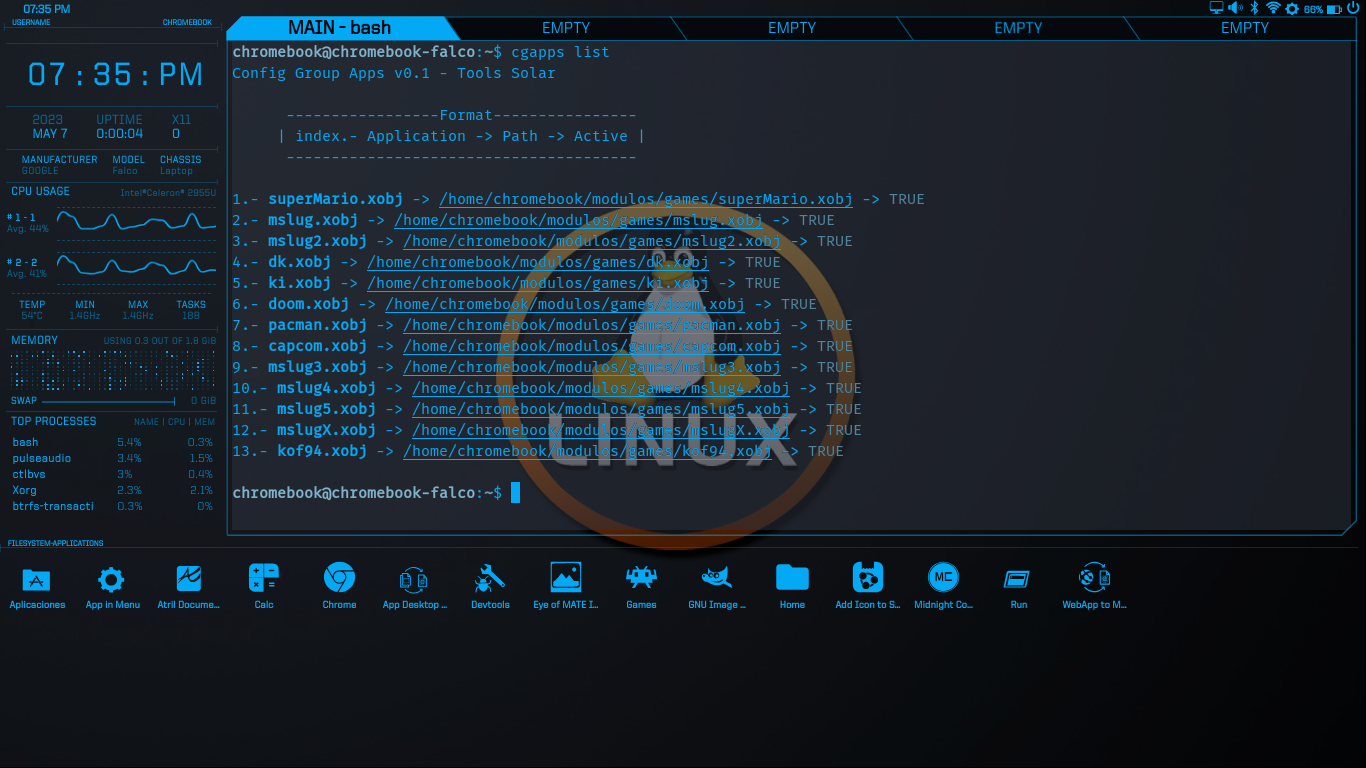 07:35 PM
66%
USERNAME CHROMEBOOK
MAIN - bash EMPTY EMPTY EMPTY EMPTY
07:35:PM
2023 UPTIME X11
MAY 7 0:00:04 0
MANUFACTURER MODEL CHASSIS
GOOGLE Falco Laptop
CPU USAGE Intel®Celeron® 2955U
# 1 - 1
Avg. 44%
# 2 - 2
Avg. 41%
TEMP MIN MAX TASKS
54°C 1.4GHz 1.4GHz 188
MEMORY USING 0.3 OUT OF 1.8 GiB
SWAP 0 GiB
TOP PROCESSES NAME | CPU | MEM
bash 5.4% 0.3%
pulseaudio 3.4% 1.5%
ctlbvs 3% 0.4%
Xorg 2.3% 2.1%
btrfs-transacti 0.3% 0%
chromebook@chromebook-falco:~$ cgapps list
Config Group Apps v0.1 - Tools Solar
-----------------Format----------------
| index.- Application -> Path -> Active |
---------------------------------------
1.- superMario.xobj -> /home/chromebook/modulos/games/superMario.xobj -> TRUE
2.- mslug.xobj -> /home/chromebook/modulos/games/mslug.xobj -> TRUE
3.- mslug2.xobj -> /home/chromebook/modulos/games/mslug2.xobj -> TRUE
4.- dk.xobj -> /home/chromebook/modulos/games/dk.xobj -> TRUE
5.- ki.xobj -> /home/chromebook/modulos/games/ki.xobj -> TRUE
6.- doom.xobj -> /home/chromebook/modulos/games/doom.xobj -> TRUE
7.- pacman.xobj -> /home/chromebook/modulos/games/pacman.xobj -> TRUE
8.- capcom.xobj -> /home/chromebook/modulos/games/capcom.xobj -> TRUE
9.- mslug3.xobj -> /home/chromebook/modulos/games/mslug3.xobj -> TRUE
10.- mslug4.xobj -> /home/chromebook/modulos/games/mslug4.xobj -> TRUE
11.- mslug5.xobj -> /home/chromebook/modulos/games/mslug5.xobj -> TRUE
12.- mslugX.xobj -> /home/chromebook/modulos/games/mslugX.xobj -> TRUE
13.- kof94.xobj -> /home/chromebook/modulos/games/kof94.xobj -> TRUE
chromebook@chromebook-falco:~$
LINUX
FILESYSTEM-APPLICATIONS
MC
Aplicaciones App in Menu Atril Docume... Calc Chrome App Desktop ... Devtools Eye of MATE I... Games GNU Image ... Home Add Icon to S... Midnight Co... Run WebApp to M...